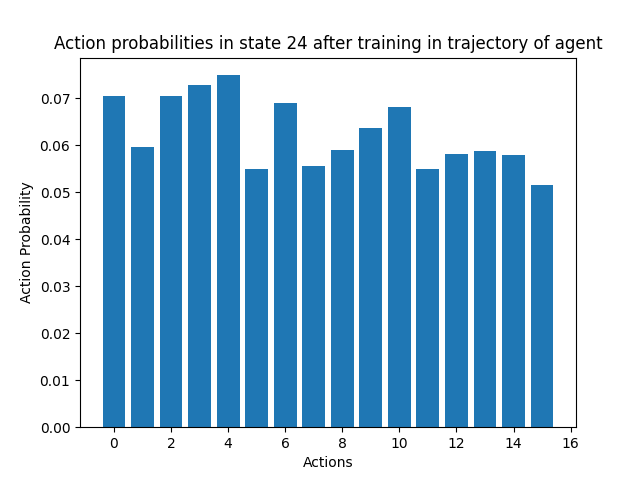 Action probabilities in state 24 after training in trajectory of agent
0.07
0.06
0.05
0.04
0.03
0.02
0.01
0.00
Action Probability
0 2 4 6 8 10 12 14 16
Actions